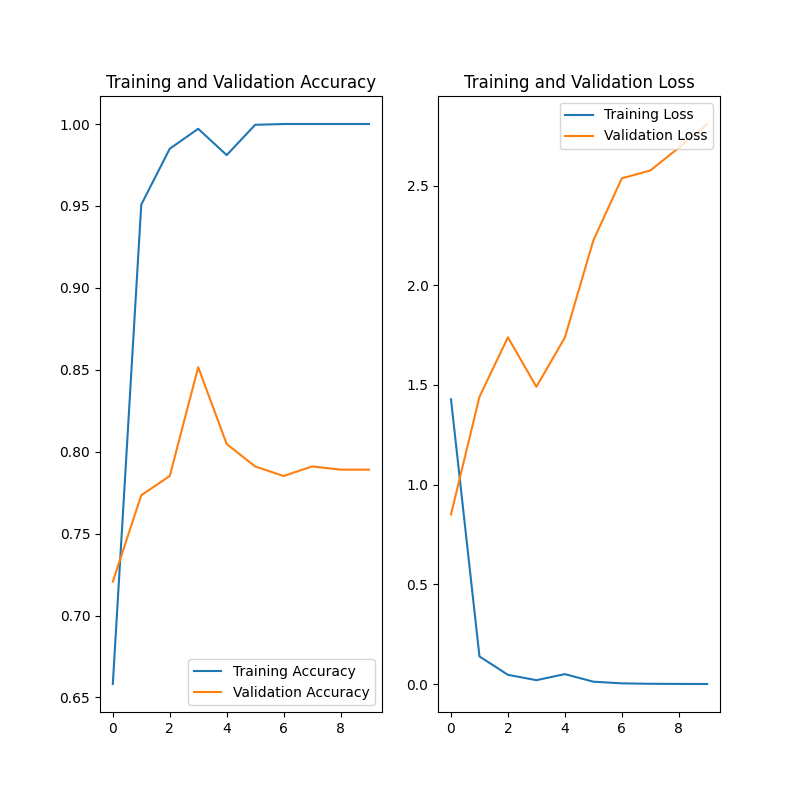 Training and Validation Accuracy
1.00
0.95
0.90
0.85
0.80
0.75
0.70
0.65
0 2 4 6 8
Training Accuracy
Validation Accuracy
Training and Validation Loss
2.5
2.0
1.5
1.0
0.5
0.0
0 2 4 6 8
Training Loss
Validation Loss